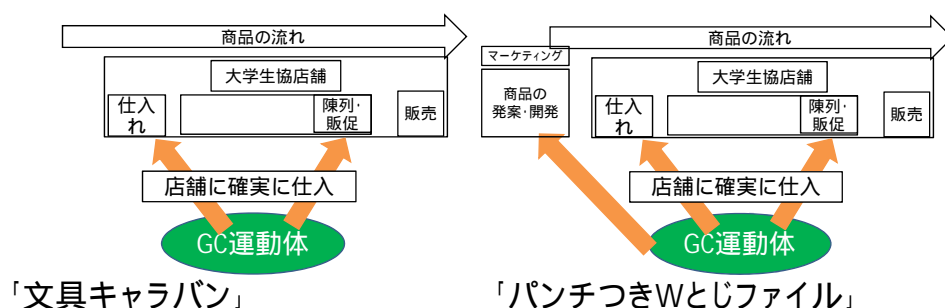 商品の流れ
大学生協店舗
仕入
れ
陳列・
販促
販売
店舗に確実に仕入
GC運動体
「文具キャラバン」
商品の流れ
マーケティング
商品の
発案・開発
大学生協店舗
仕入
れ
陳列・
販促
販売
店舗に確実に仕入
GC運動体
「パンチつきWとじファイル」